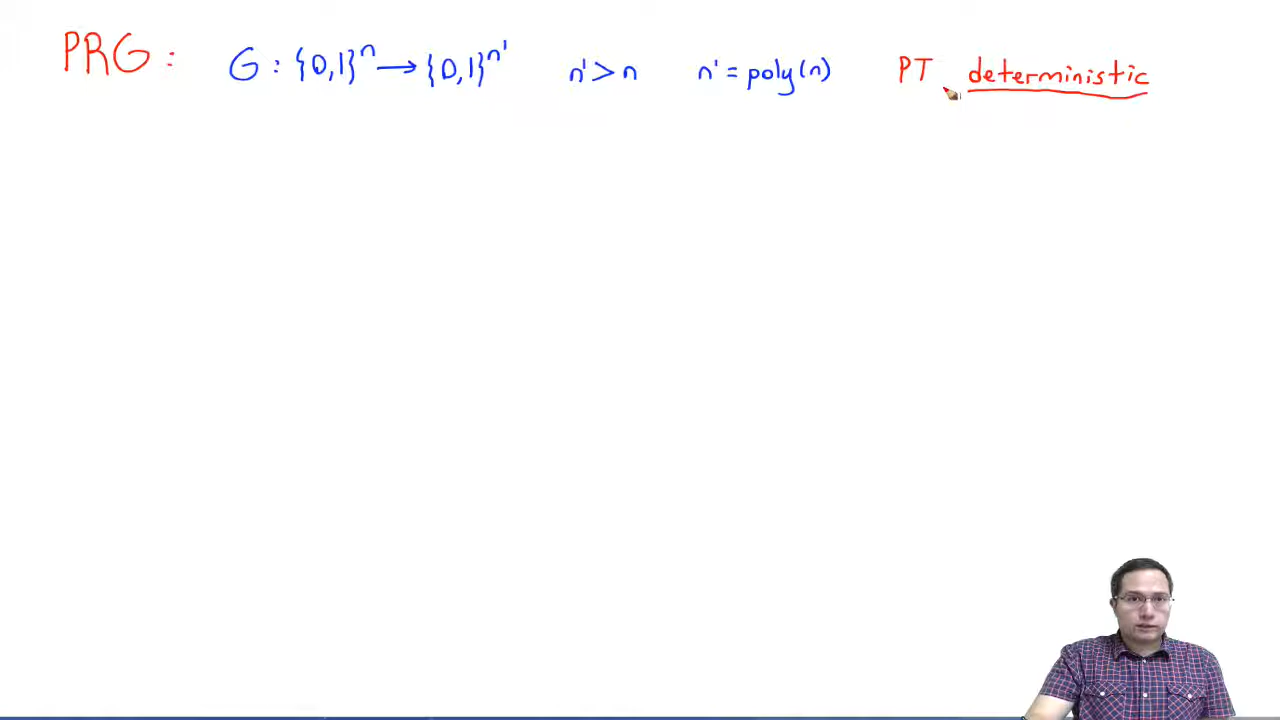 PRG : G : {0,1}^n → {0,1}^n' n' > n n' = poly(n) PT deterministic